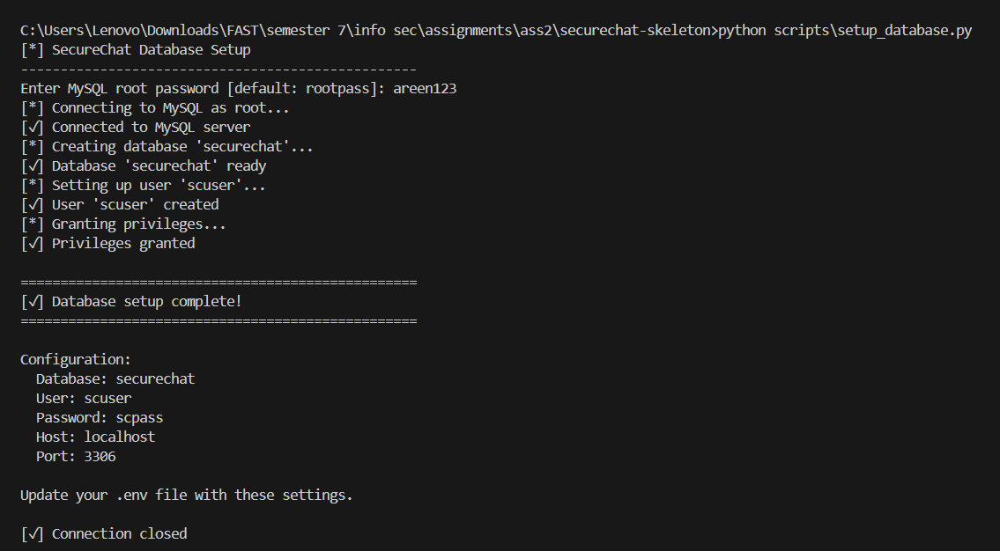 C:\Users\Lenovo\Downloads\FAST\semester 7\info sec\assignments\ass2\securechat-skeleton>python scripts\setup_database.py
[*] SecureChat Database Setup
--------------------------------------------------
Enter MySQL root password [default: rootpass]: areen123
[*] Connecting to MySQL as root...
[√] Connected to MySQL server
[*] Creating database 'securechat'...
[√] Database 'securechat' ready
[*] Setting up user 'scuser'...
[√] User 'scuser' created
[*] Granting privileges...
[√] Privileges granted
==================================================
[√] Database setup complete!
==================================================
Configuration:
Database: securechat
User: scuser
Password: scpass
Host: localhost
Port: 3306
Update your .env file with these settings.
[√] Connection closed